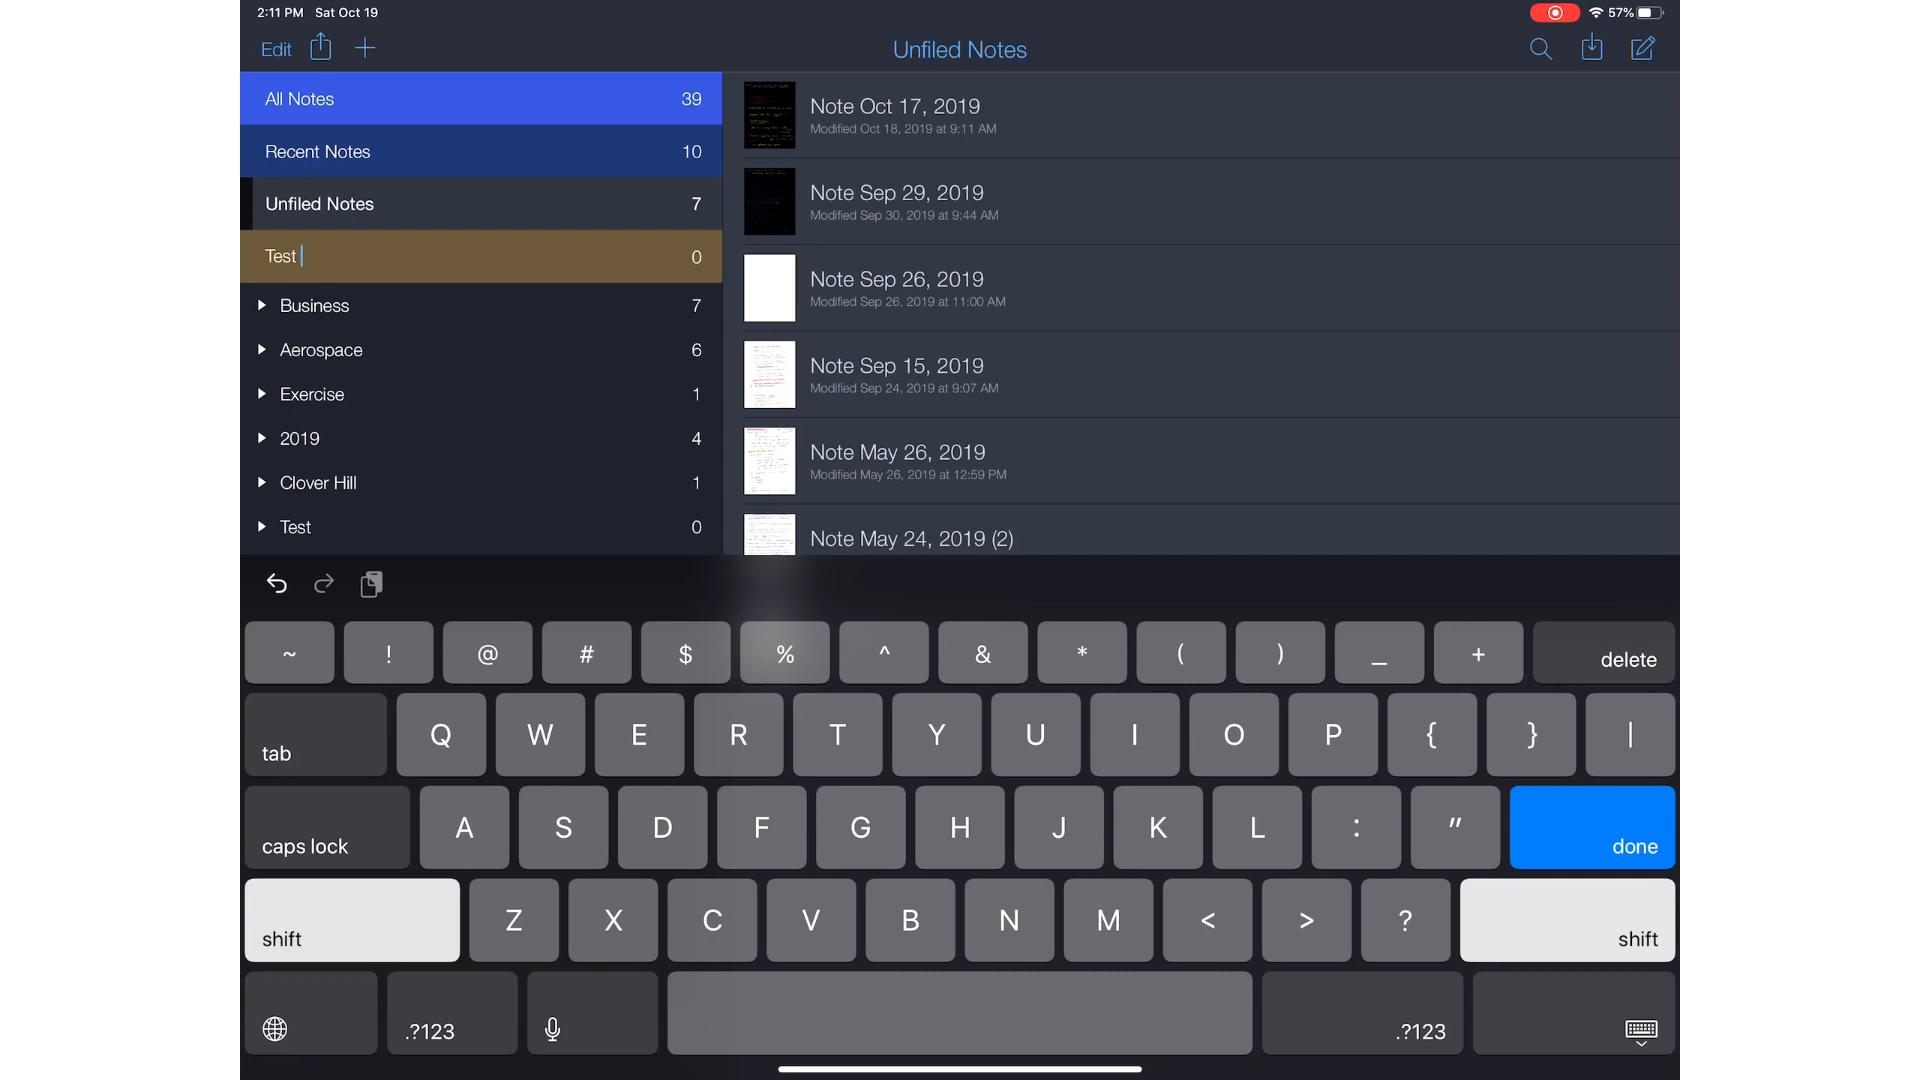 2:11 PM Sat Oct 19
57%
Edit
Unfiled Notes
All Notes 39
Recent Notes 10
Unfiled Notes 7
Test 0
Business 7
Aerospace 6
Exercise 1
2019 4
Clover Hill 1
Test 0
Note Oct 17, 2019
Modified Oct 18, 2019 at 9:11 AM
Note Sep 29, 2019
Modified Sep 30, 2019 at 9:44 AM
Note Sep 26, 2019
Modified Sep 26, 2019 at 11:00 AM
Note Sep 15, 2019
Modified Sep 24, 2019 at 9:07 AM
Note May 26, 2019
Modified May 26, 2019 at 12:59 PM
Note May 24, 2019 (2)
~ ! @ # $ % ^ & * ( ) _ + delete
tab Q W E R T Y U I O P { } |
caps lock A S D F G H J K L : " done
shift Z X C V B N M < > ? shift
.?123 .?123